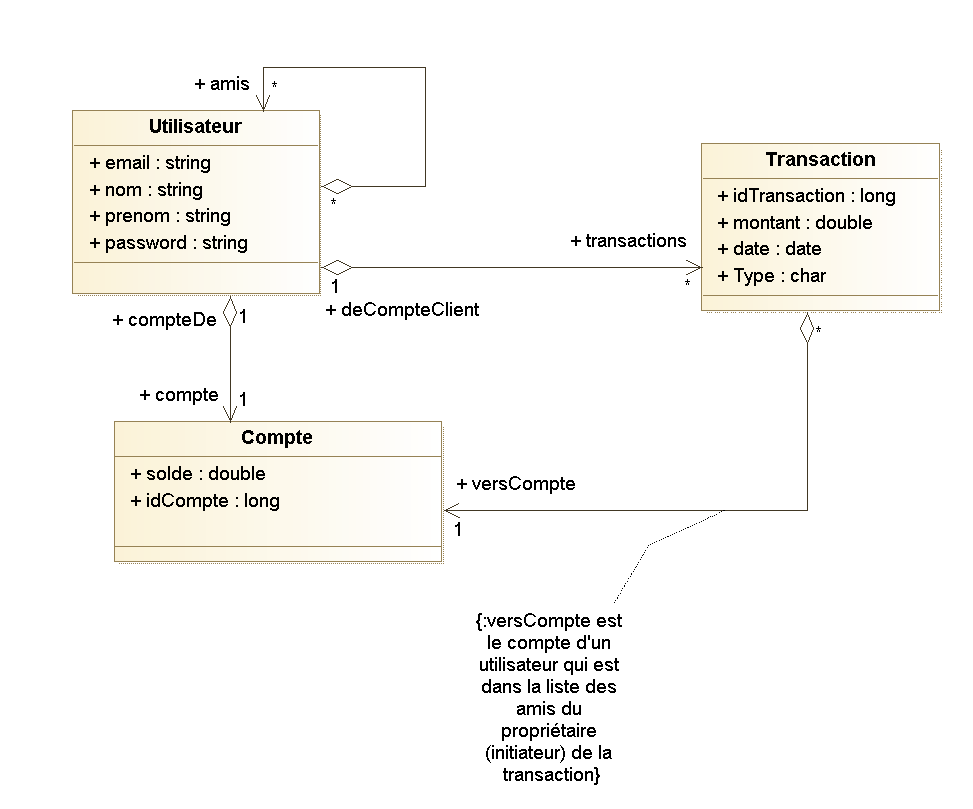 + amis
*
Utilisateur
+ email : string
+ nom : string
+ prenom : string
+ password : string
*
Transaction
+ idTransaction : long
+ montant : double
+ date : date
+ Type : char
+ transactions
*
1
+ deCompteClient
+ compteDe
1
*
+ compte
1
Compte
+ solde : double
+ idCompte : long
+ versCompte
1
{:versCompte est
le compte d'un
utilisateur qui est
dans la liste des
amis du
propriétaire
(initiateur) de la
transaction}